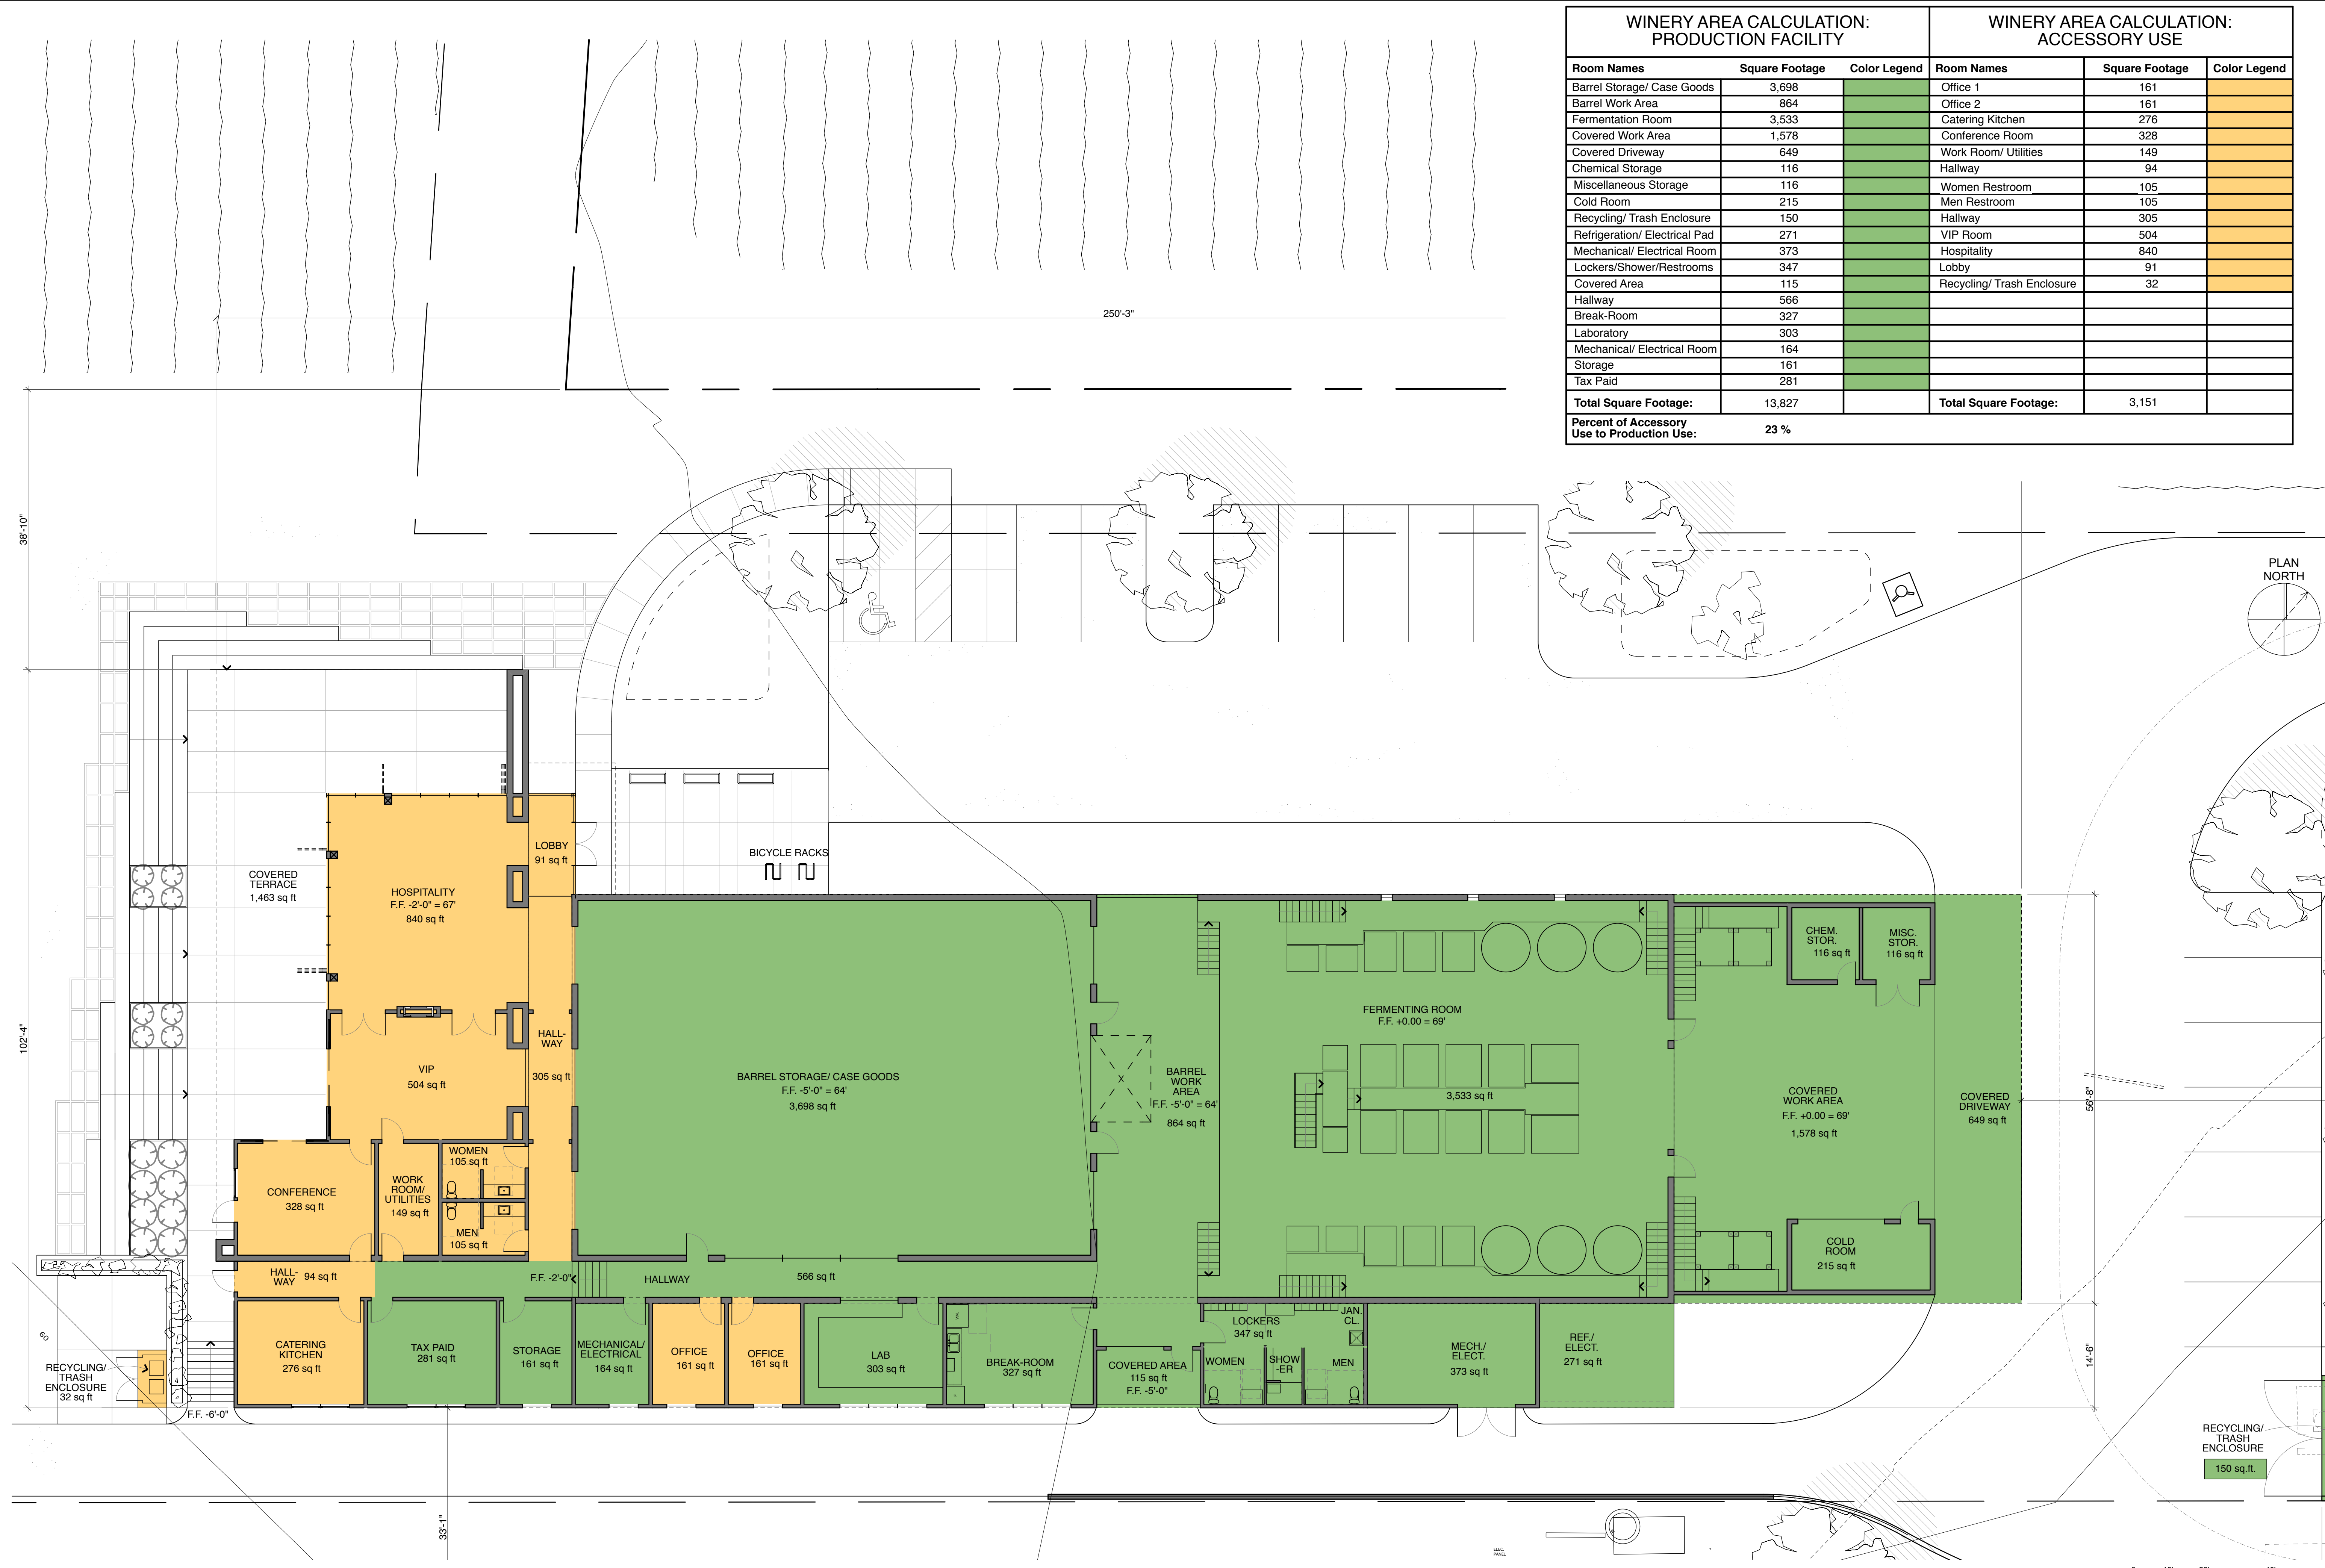 WINERY AREA CALCULATION:
PRODUCTION FACILITY
WINERY AREA CALCULATION:
ACCESSORY USE
Room Names Square Footage Color Legend Room Names Square Footage Color Legend
Barrel Storage/ Case Goods 3,698 Office 1 161
Barrel Work Area 864 Office 2 161
Fermentation Room 3,533 Catering Kitchen 276
Covered Work Area 1,578 Conference Room 328
Covered Driveway 649 Work Room/ Utilities 149
Chemical Storage 116 Hallway 94
Miscellaneous Storage 116 Women Restroom 105
Cold Room 215 Men Restroom 105
Recycling/ Trash Enclosure 150 Hallway 305
Refrigeration/ Electrical Pad 271 VIP Room 504
Mechanical/ Electrical Room 373 Hospitality 840
Lockers/Shower/Restrooms 347 Lobby 91
Covered Area 115 Recycling/ Trash Enclosure 32
Hallway 566
Break-Room 327
Laboratory 303
Mechanical/ Electrical Room 164
Storage 161
Tax Paid 281
Total Square Footage: 13,827 Total Square Footage: 3,151
Percent of Accessory
Use to Production Use: 23 %
250'-3"
38'-10"
PLAN
NORTH
BICYCLE RACKS
LOBBY
91 sq ft
COVERED
TERRACE
1,463 sq ft
HOSPITALITY
F.F. -2'-0" = 67'
840 sq ft
CHEM.
STOR.
116 sq ft
MISC.
STOR.
116 sq ft
FERMENTING ROOM
F.F. +0.00 = 69'
3,533 sq ft
102'-4"
HALL-
WAY
305 sq ft
VIP
504 sq ft
BARREL STORAGE/ CASE GOODS
F.F. -5'-0" = 64'
3,698 sq ft
BARREL
WORK
AREA
F.F. -5'-0" = 64'
864 sq ft
COVERED
WORK AREA
F.F. +0.00 = 69'
1,578 sq ft
COVERED
DRIVEWAY
649 sq ft
56'-8"
WOMEN
105 sq ft
CONFERENCE
328 sq ft
WORK
ROOM/
UTILITIES
149 sq ft
MEN
105 sq ft
COLD
ROOM
215 sq ft
HALL-
WAY 94 sq ft
F.F. -2'-0"
HALLWAY
566 sq ft
60
RECYCLING/
TRASH
ENCLOSURE
32 sq ft
F.F. -6'-0"
CATERING
KITCHEN
276 sq ft
TAX PAID
281 sq ft
STORAGE
161 sq ft
MECHANICAL/
ELECTRICAL
164 sq ft
OFFICE
161 sq ft
OFFICE
161 sq ft
LAB
303 sq ft
BREAK-ROOM
327 sq ft
COVERED AREA
115 sq ft
F.F. -5'-0"
LOCKERS
347 sq ft
JAN.
CL.
WOMEN
SHOW
-ER
MEN
MECH./
ELECT.
373 sq ft
REF./
ELECT.
271 sq ft
14'-6"
RECYCLING/
TRASH
ENCLOSURE
150 sq.ft.
33'-1"
ELEC.
PANEL